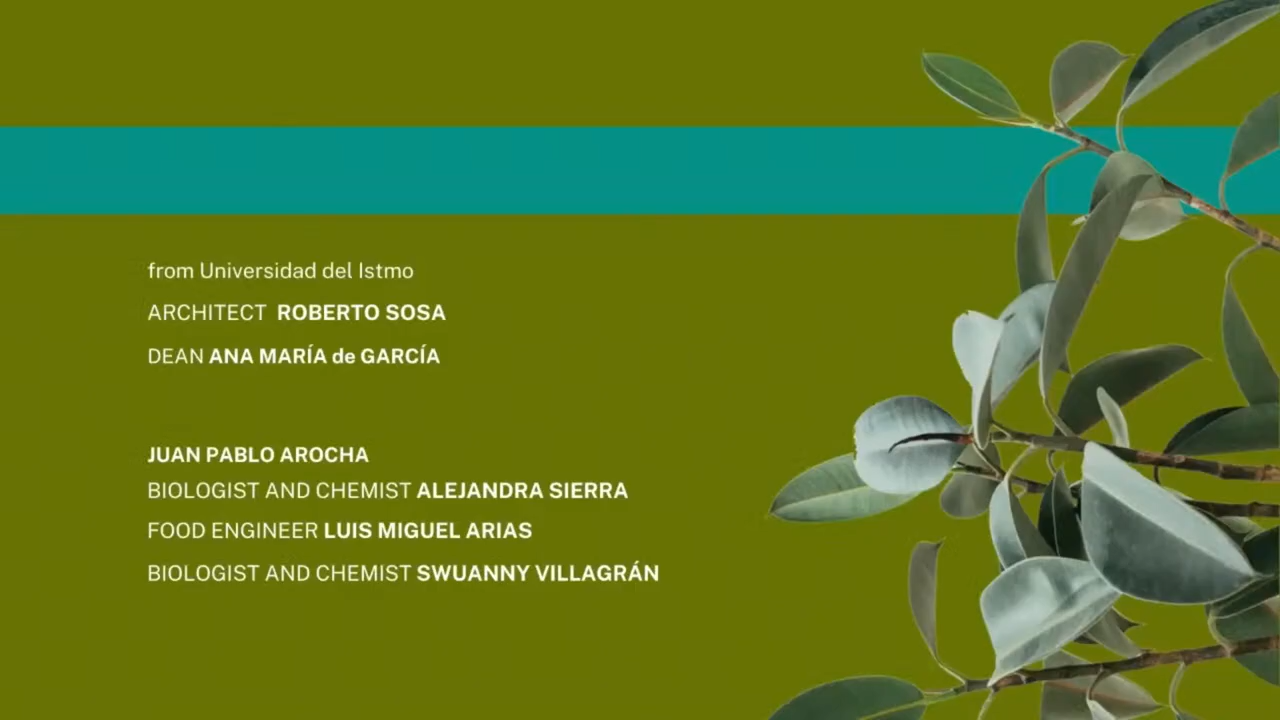 from Universidad del Istmo
ARCHITECT ROBERTO SOSA
DEAN ANA MARÍA de GARCÍA
JUAN PABLO AROCHA
BIOLOGIST AND CHEMIST ALEJANDRA SIERRA
FOOD ENGINEER LUIS MIGUEL ARIAS
BIOLOGIST AND CHEMIST SWUANNY VILLAGRÁN